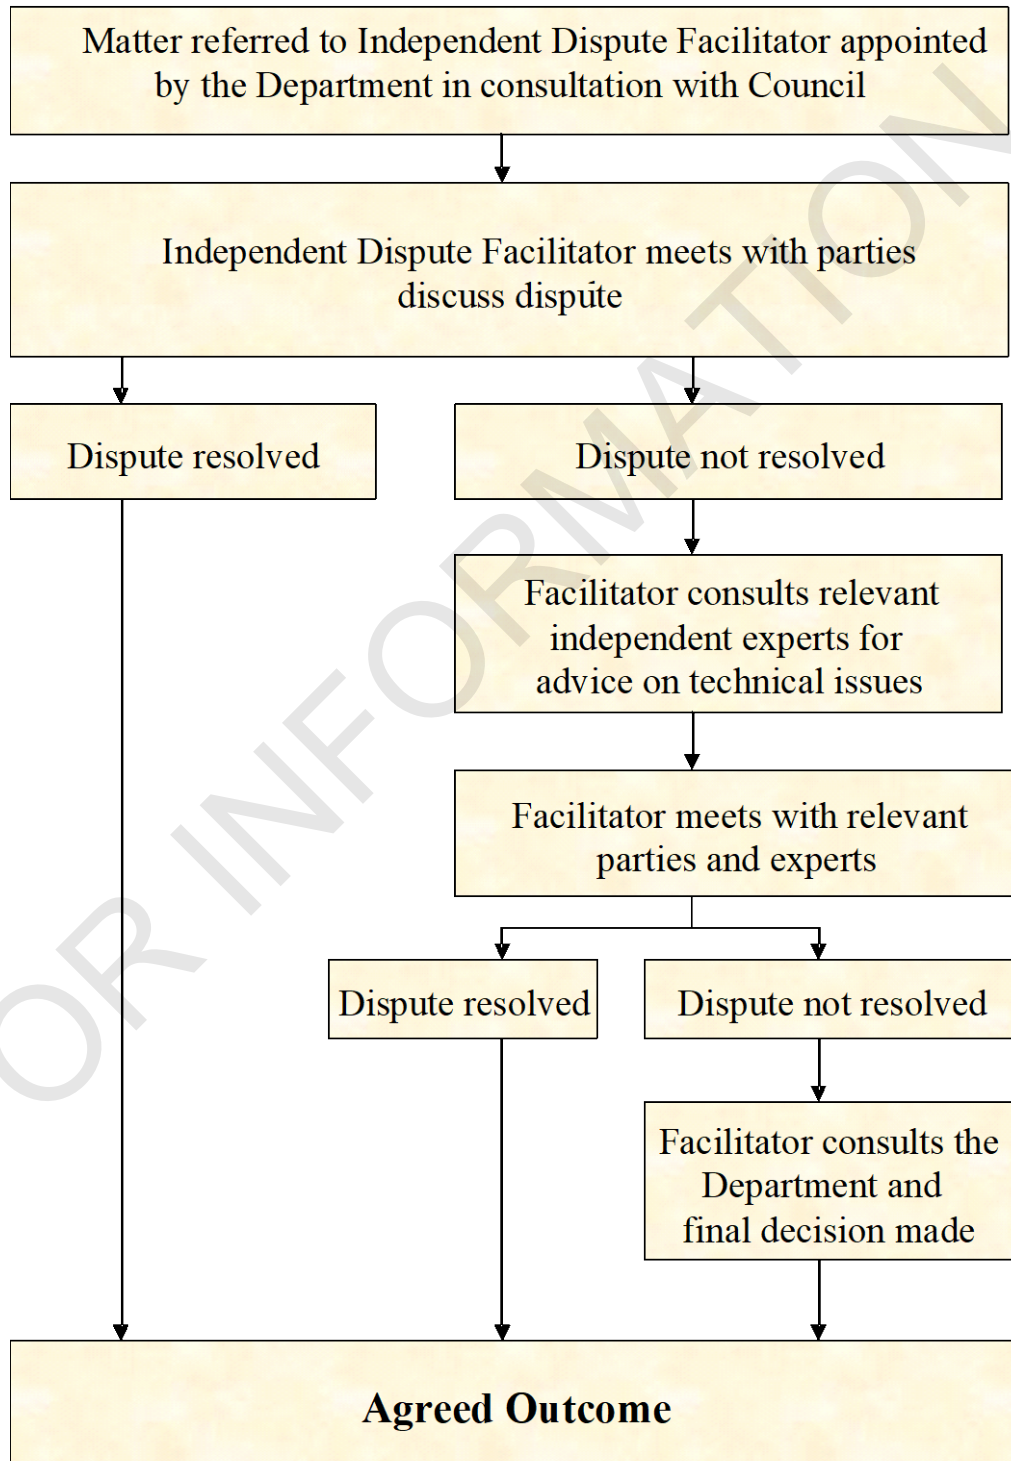 Matter referred to Independent Dispute Facilitator appointed
by the Department in consultation with Council
Independent Dispute Facilitator meets with parties
discuss dispute
Dispute resolved
Dispute not resolved
Facilitator consults relevant
independent experts for
advice on technical issues
Facilitator meets with relevant
parties and experts
Dispute resolved
Dispute not resolved
Facilitator consults the
Department and
final decision made
Agreed Outcome
OR INFORMATION